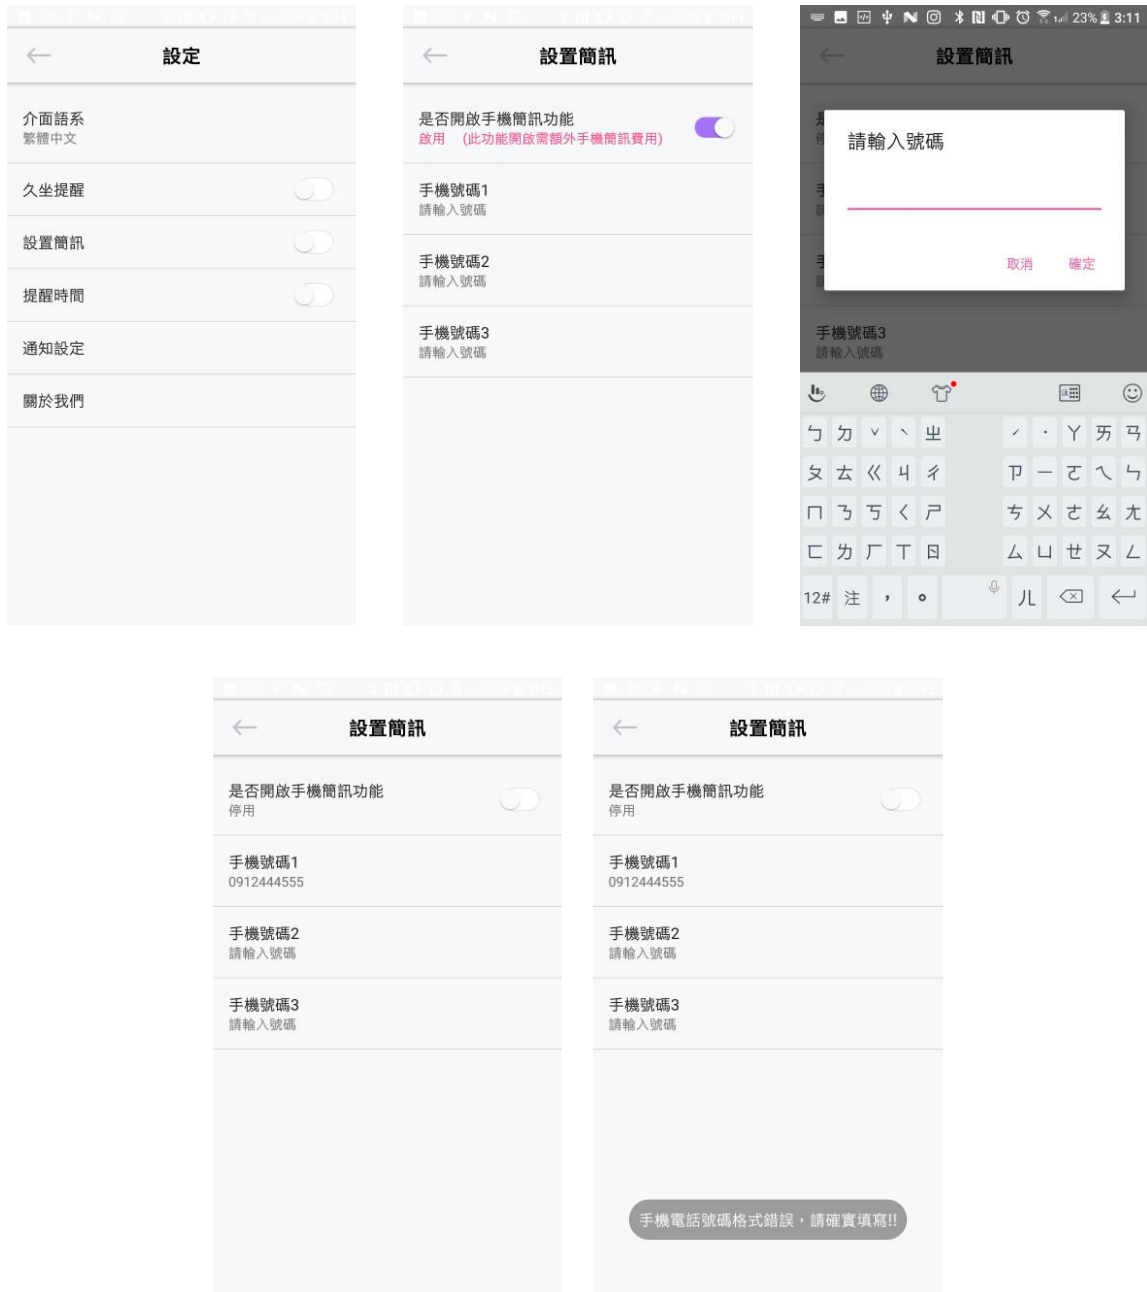 設定
介面語系
繁體中文
久坐提醒
設置簡訊
提醒時間
通知設定
關於我們
設置簡訊
是否開啟手機簡訊功能
啟用 (此功能開啟需額外手機簡訊費用)
手機號碼1
請輸入號碼
手機號碼2
請輸入號碼
手機號碼3
請輸入號碼
23% 3:11
設置簡訊
請輸入號碼
取消 確定
手機號碼3
請輸入號碼
ㄅ ㄉ ˇ ˋ ㄓ ˊ ˙ ㄚ ㄞ ㄢ
ㄆ ㄊ ㄍ ㄐ ㄔ ㄗ ㄧ ㄛ ㄟ ㄣ
ㄇ ㄋ ㄎ ㄑ ㄕ ㄘ ㄨ ㄜ ㄠ ㄤ
ㄈ ㄌ ㄏ ㄒ ㄖ ㄙ ㄩ ㄝ ㄡ ㄥ
12# 注 , 。 ㄦ
設置簡訊
是否開啟手機簡訊功能
停用
手機號碼1
0912444555
手機號碼2
請輸入號碼
手機號碼3
請輸入號碼
設置簡訊
是否開啟手機簡訊功能
停用
手機號碼1
0912444555
手機號碼2
請輸入號碼
手機號碼3
請輸入號碼
手機電話號碼格式錯誤，請確實填寫!!